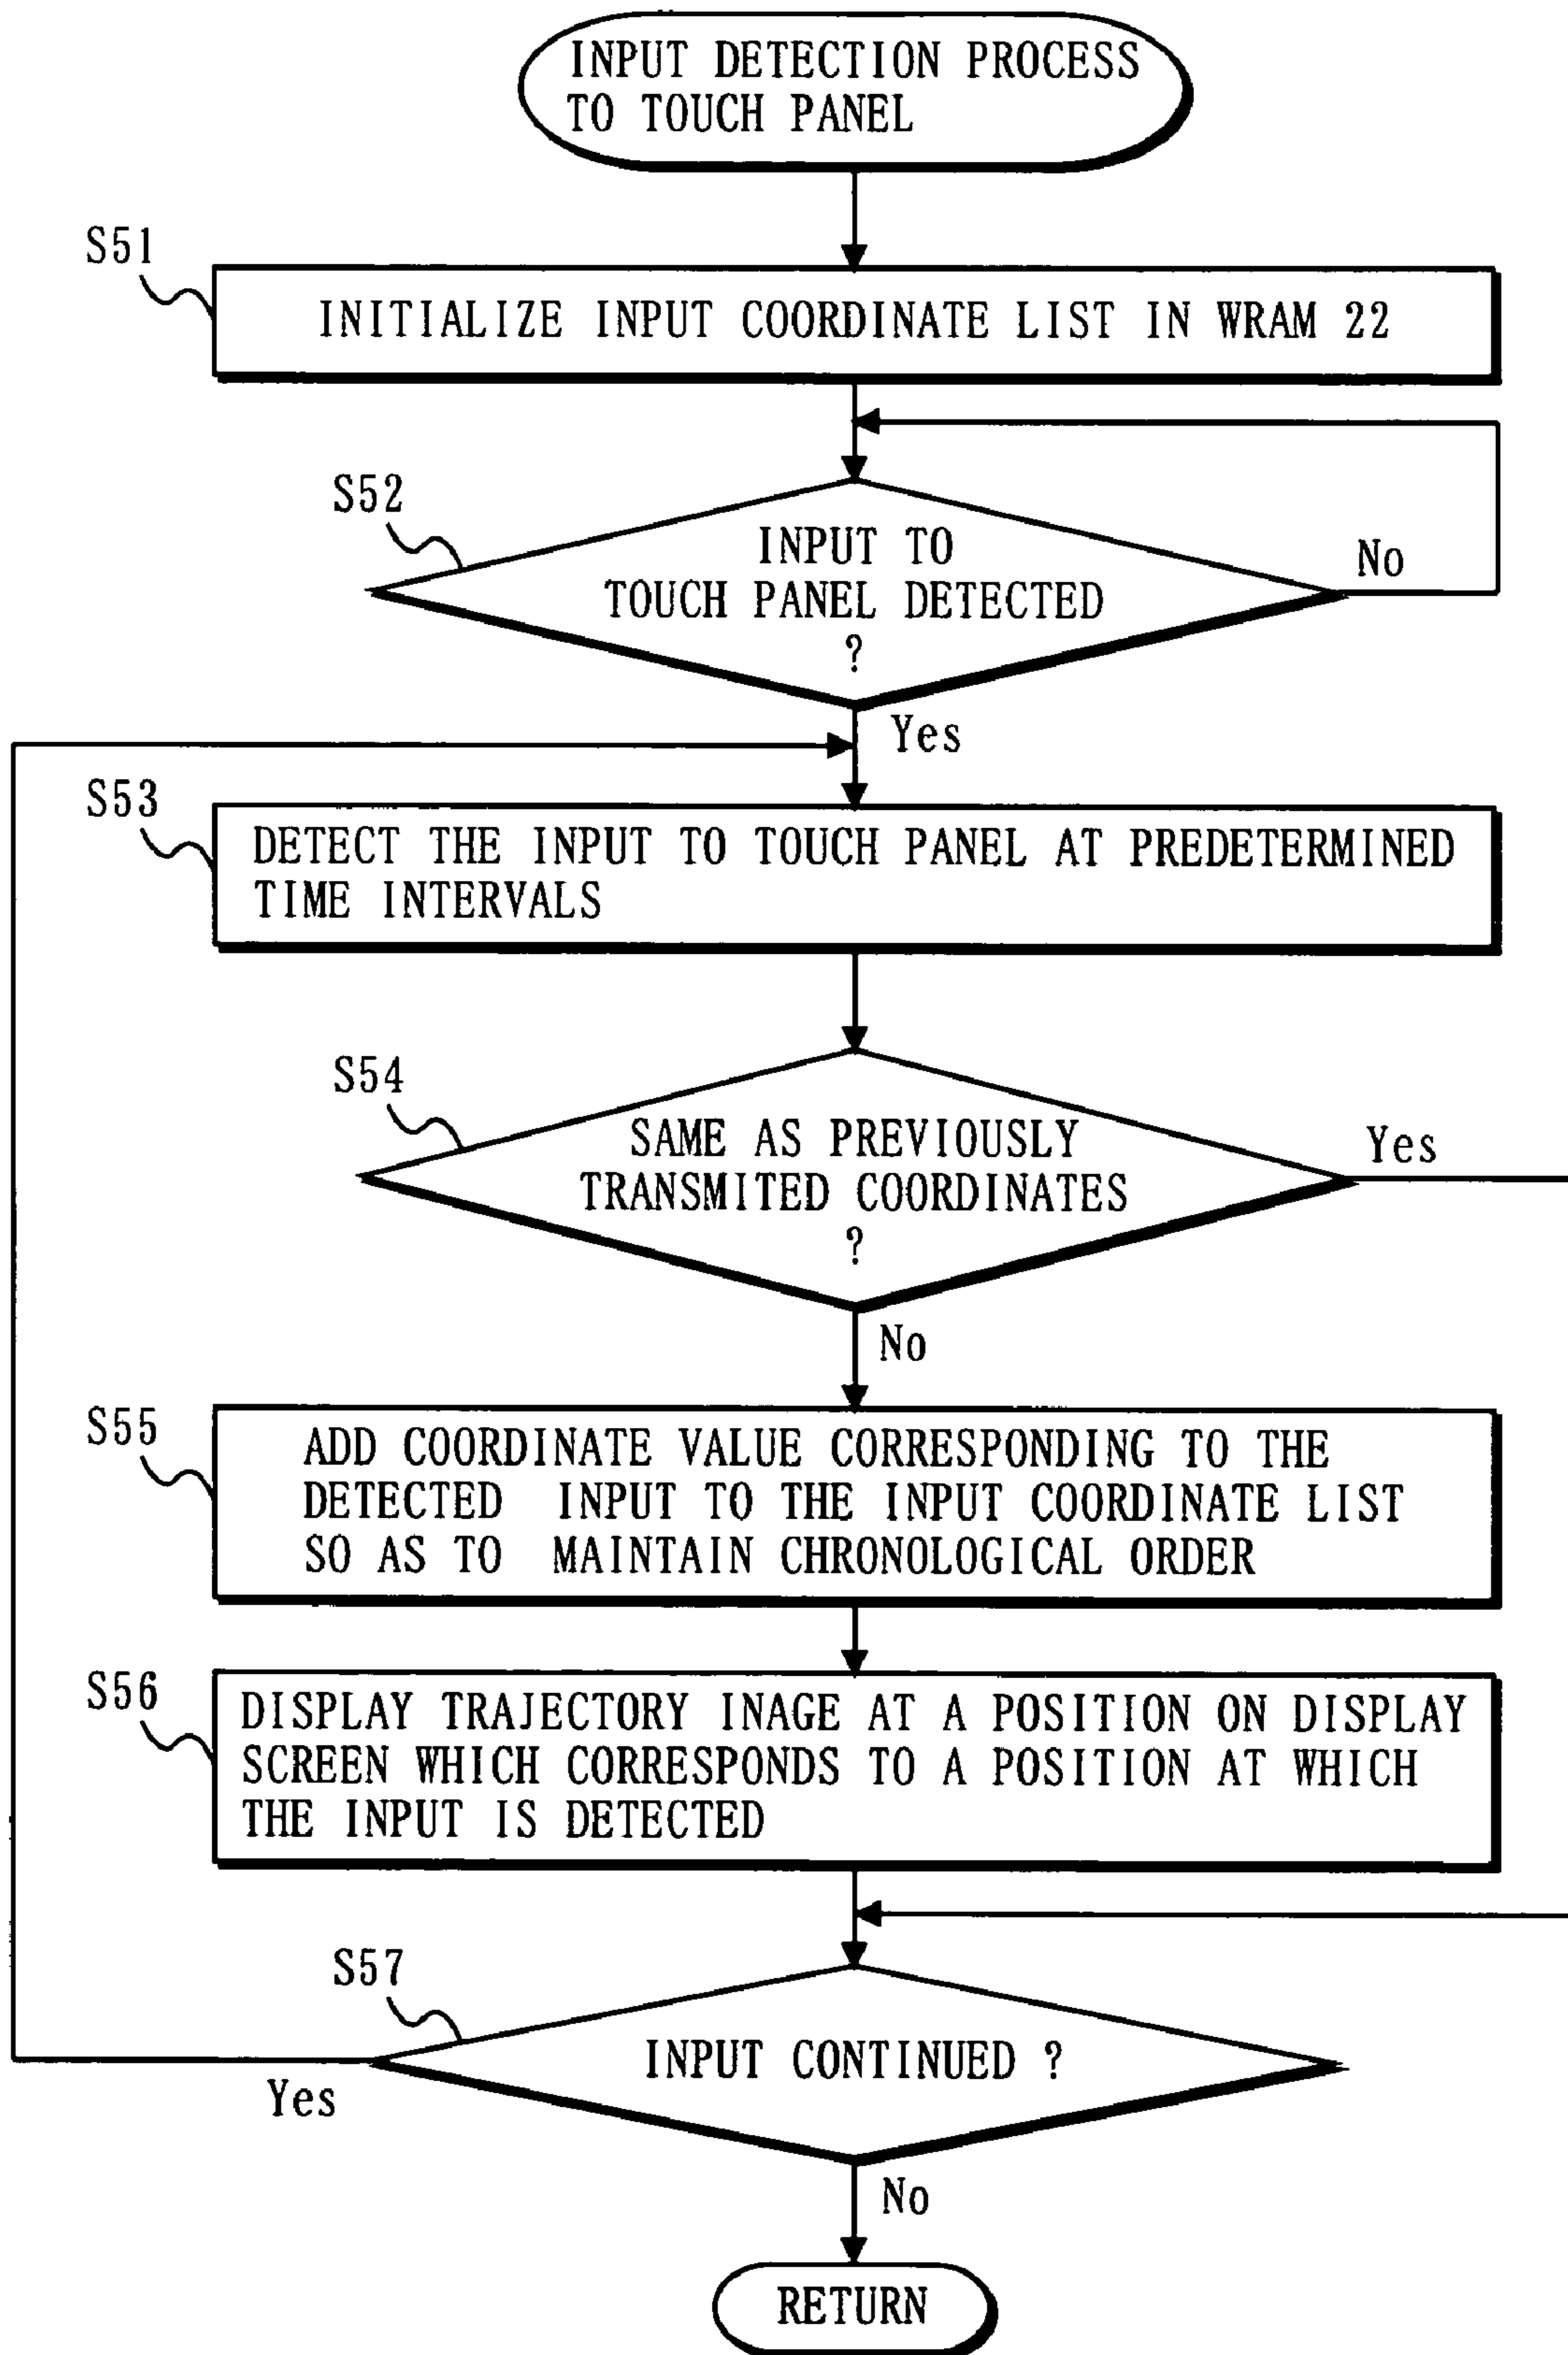 INPUT DETECTION PROCESS
TO TOUCH PANEL
S51
INITIALIZE INPUT COORDINATE LIST IN WRAM 22
S52
INPUT TO
TOUCH PANEL DETECTED
?
No
Yes
S53
DETECT THE INPUT TO TOUCH PANEL AT PREDETERMINED
TIME INTERVALS
S54
SAME AS PREVIOUSLY
TRANSMITED COORDINATES
?
Yes
No
S55
ADD COORDINATE VALUE CORRESPONDING TO THE
DETECTED INPUT TO THE INPUT COORDINATE LIST
SO AS TO MAINTAIN CHRONOLOGICAL ORDER
S56
DISPLAY TRAJECTORY INAGE AT A POSITION ON DISPLAY
SCREEN WHICH CORRESPONDS TO A POSITION AT WHICH
THE INPUT IS DETECTED
S57
INPUT CONTINUED ?
Yes
No
RETURN